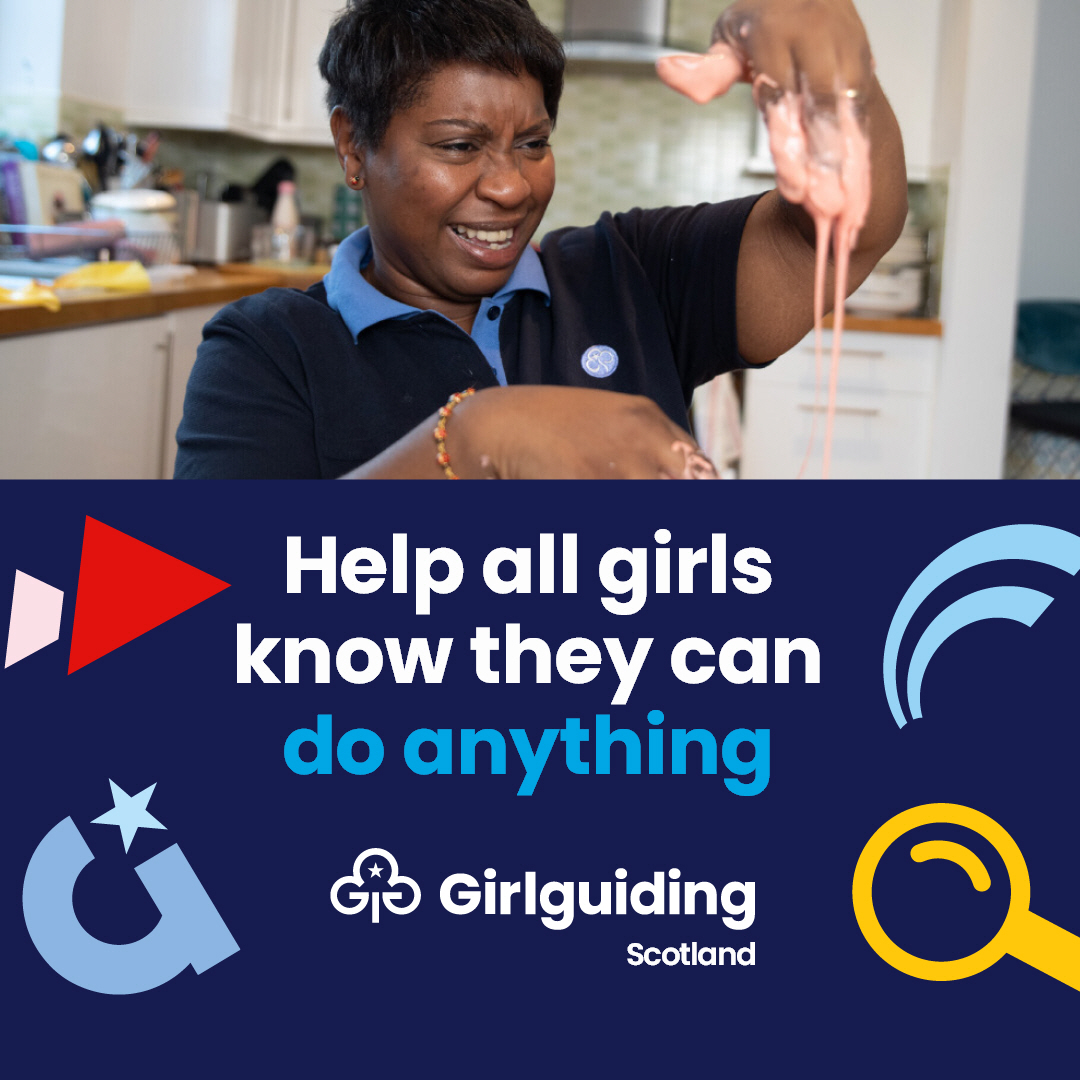 Help all girls
know they can
do anything
Girlguiding
Scotland